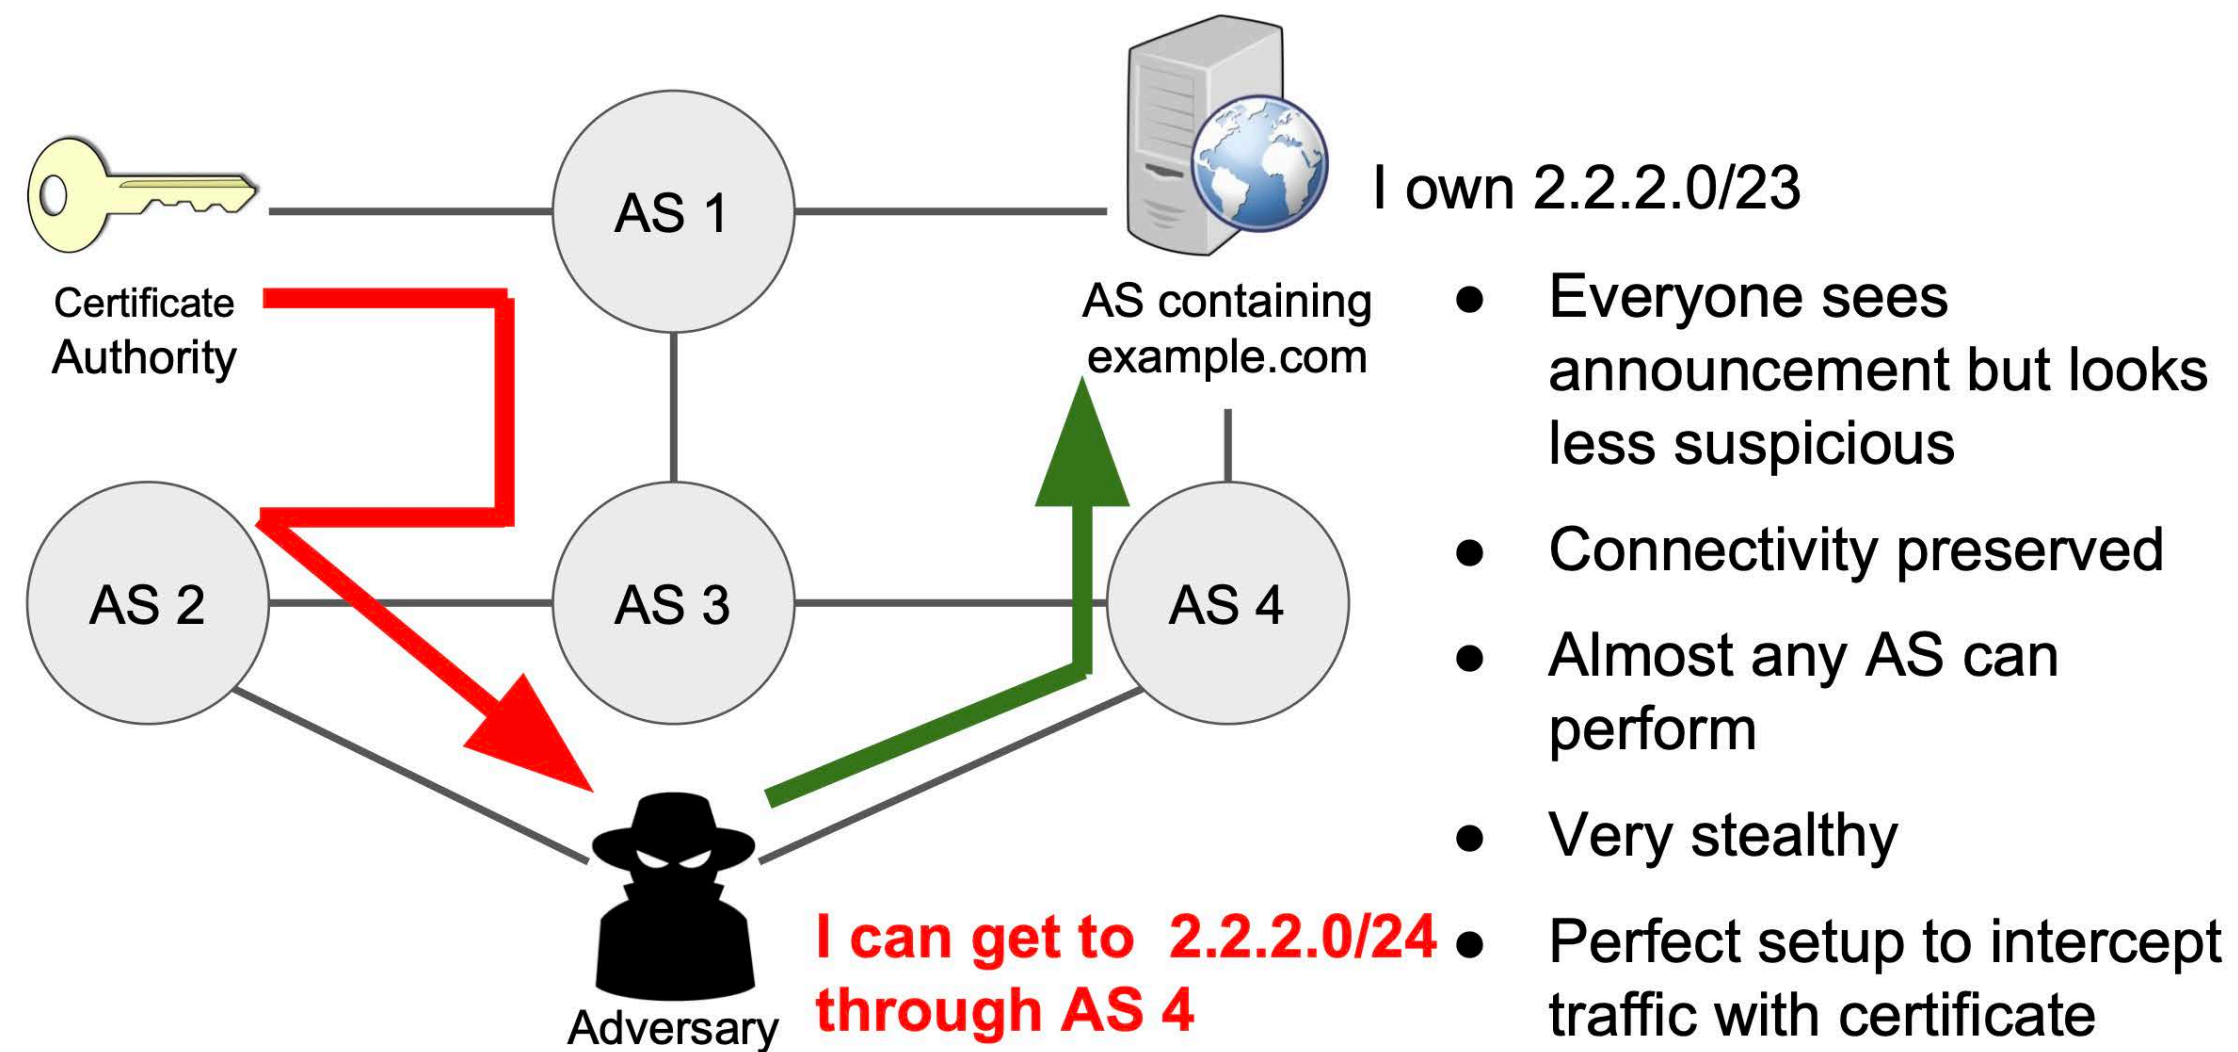 AS 1
I own 2.2.2.0/23
Certificate
Authority
AS containing
example.com
● Everyone sees
announcement but looks
less suspicious
● Connectivity preserved
AS 2
AS 3
AS 4
● Almost any AS can
perform
● Very stealthy
I can get to 2.2.2.0/24
through AS 4
Adversary
● Perfect setup to intercept
traffic with certificate